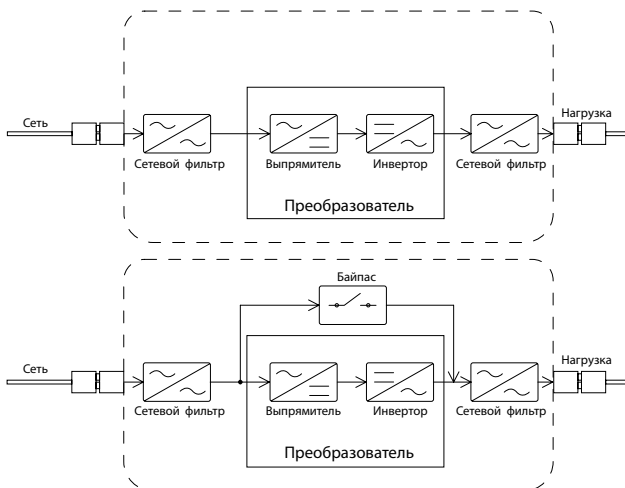 Сеть
Нагрузка
Сетевой фильтр
Выпрямитель
Инвертор
Сетевой фильтр
Преобразователь
Байпас
Сеть
Нагрузка
Сетевой фильтр
Выпрямитель
Инвертор
Сетевой фильтр
Преобразователь